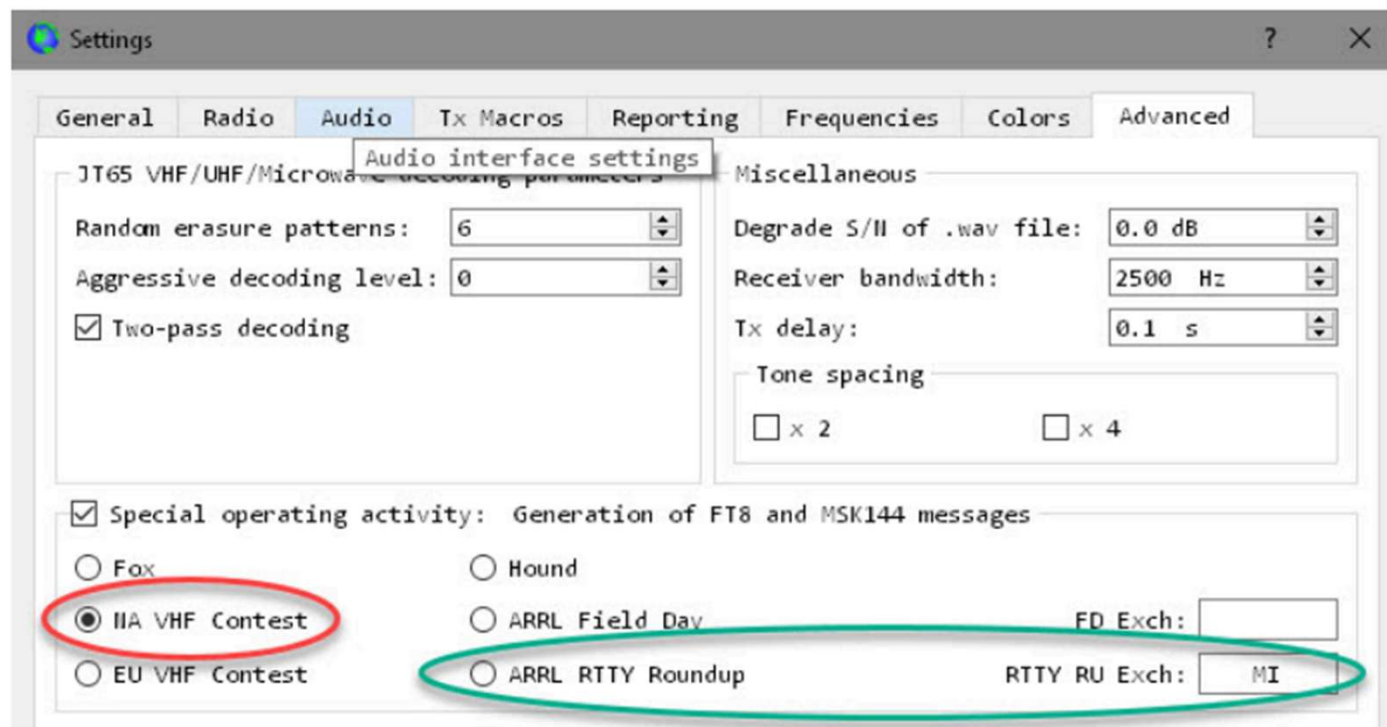 Settings ? X
General Radio Audio Tx Macros Reporting Frequencies Colors Advanced
Audio interface settings
JT65 VHF/UHF/Microwave decoding parameters
Random erasure patterns: 6
Aggressive decoding level: 0
Two-pass decoding
Miscellaneous
Degrade S/N of .wav file: 0.0 dB
Receiver bandwidth: 2500 Hz
Tx delay: 0.1 s
Tone spacing
x 2 x 4
Special operating activity: Generation of FT8 and MSK144 messages
Fox Hound
NA VHF Contest ARRL Field Day FD Exch:
EU VHF Contest ARRL RTTY Roundup RTTY RU Exch: MI